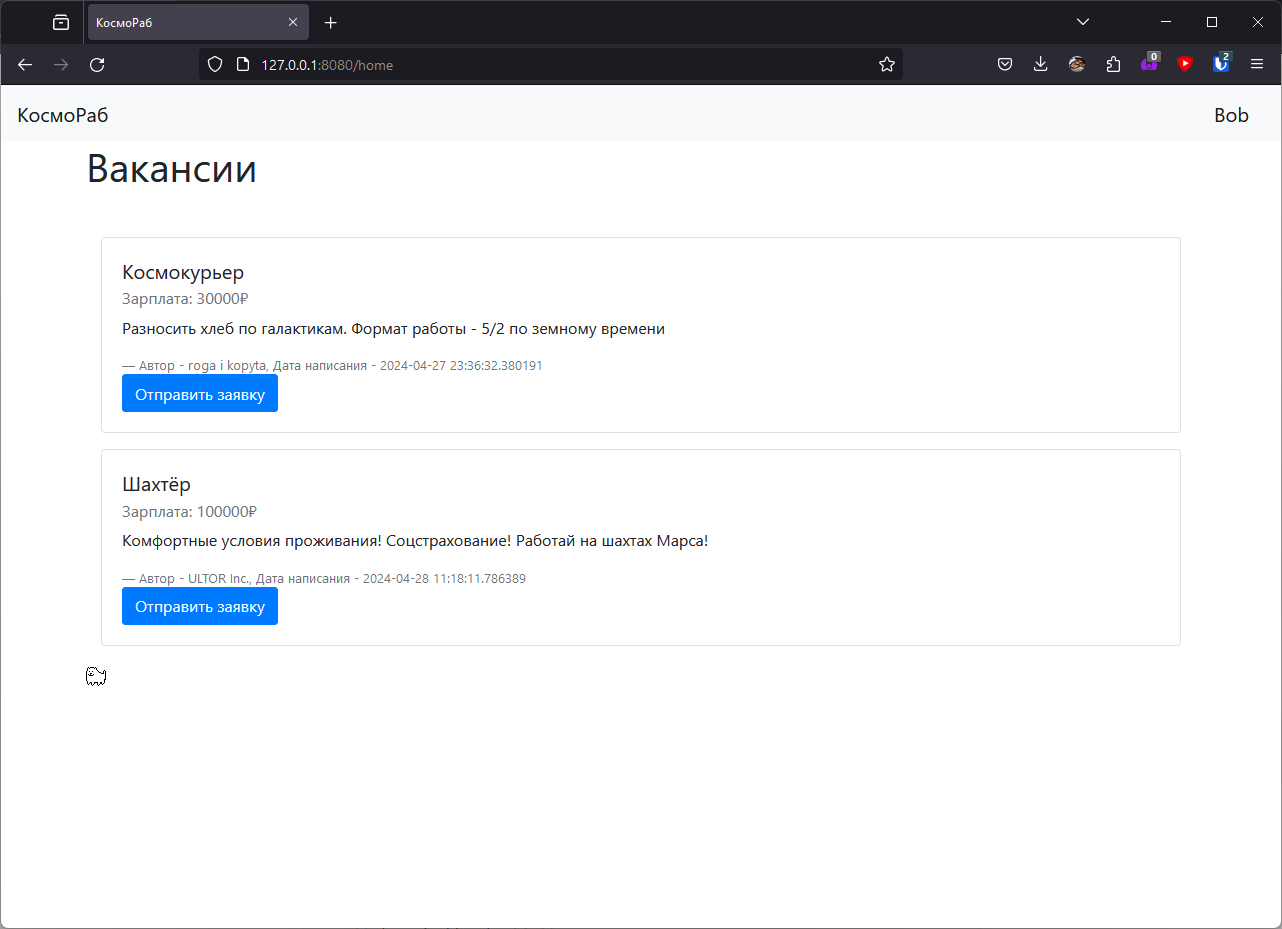 КосмоРаб
127.0.0.1:8080/home
0
2
КосмоРаб
Bob
Вакансии
Космокурьер
Зарплата: 30000₽
Разносить хлеб по галактикам. Формат работы - 5/2 по земному времени
— Автор - roga i kopyta, Дата написания - 2024-04-27 23:36:32.380191
Отправить заявку
Шахтёр
Зарплата: 100000₽
Комфортные условия проживания! Соцстрахование! Работай на шахтах Марса!
— Автор - ULTOR Inc., Дата написания - 2024-04-28 11:18:11.786389
Отправить заявку